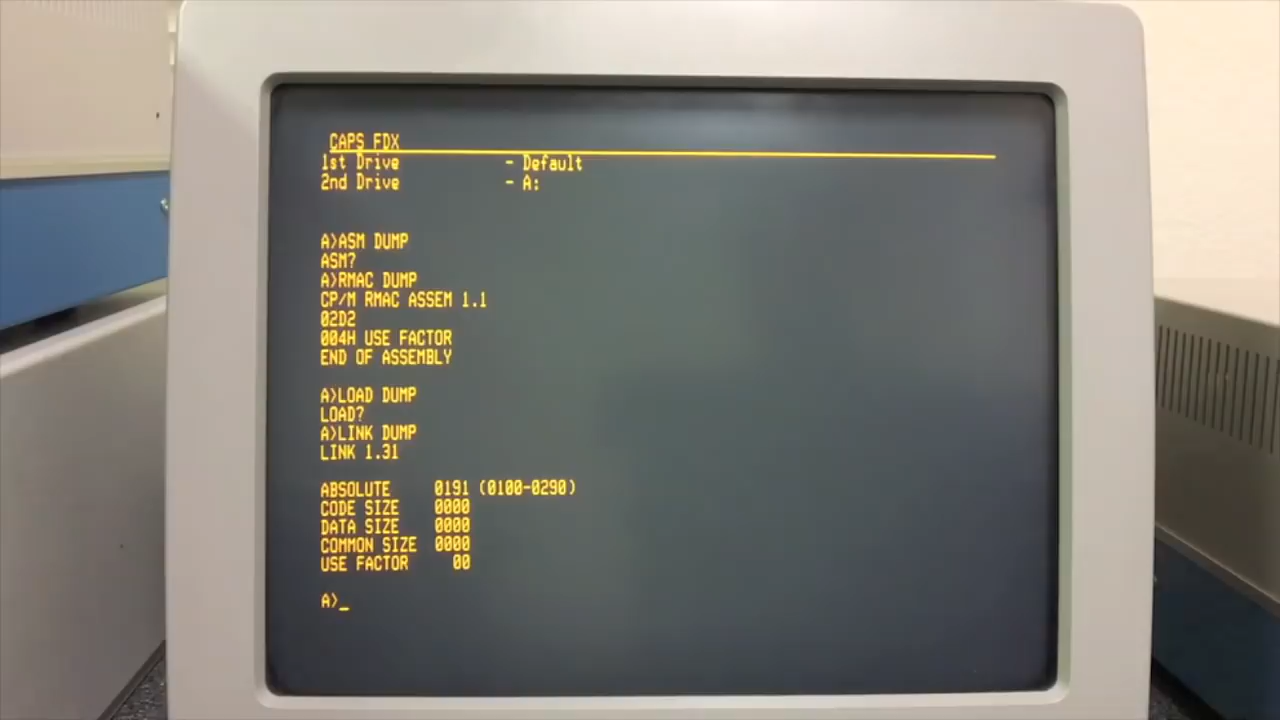 CAPS FDX
1st Drive - Default
2nd Drive - A:
A>ASM DUMP
ASM?
A>RMAC DUMP
CP/M RMAC ASSEM 1.1
02D2
004H USE FACTOR
END OF ASSEMBLY
A>LOAD DUMP
LOAD?
A>LINK DUMP
LINK 1.31
ABSOLUTE 0191 (0100-0290)
CODE SIZE 0000
DATA SIZE 0000
COMMON SIZE 0000
USE FACTOR 00
A>_